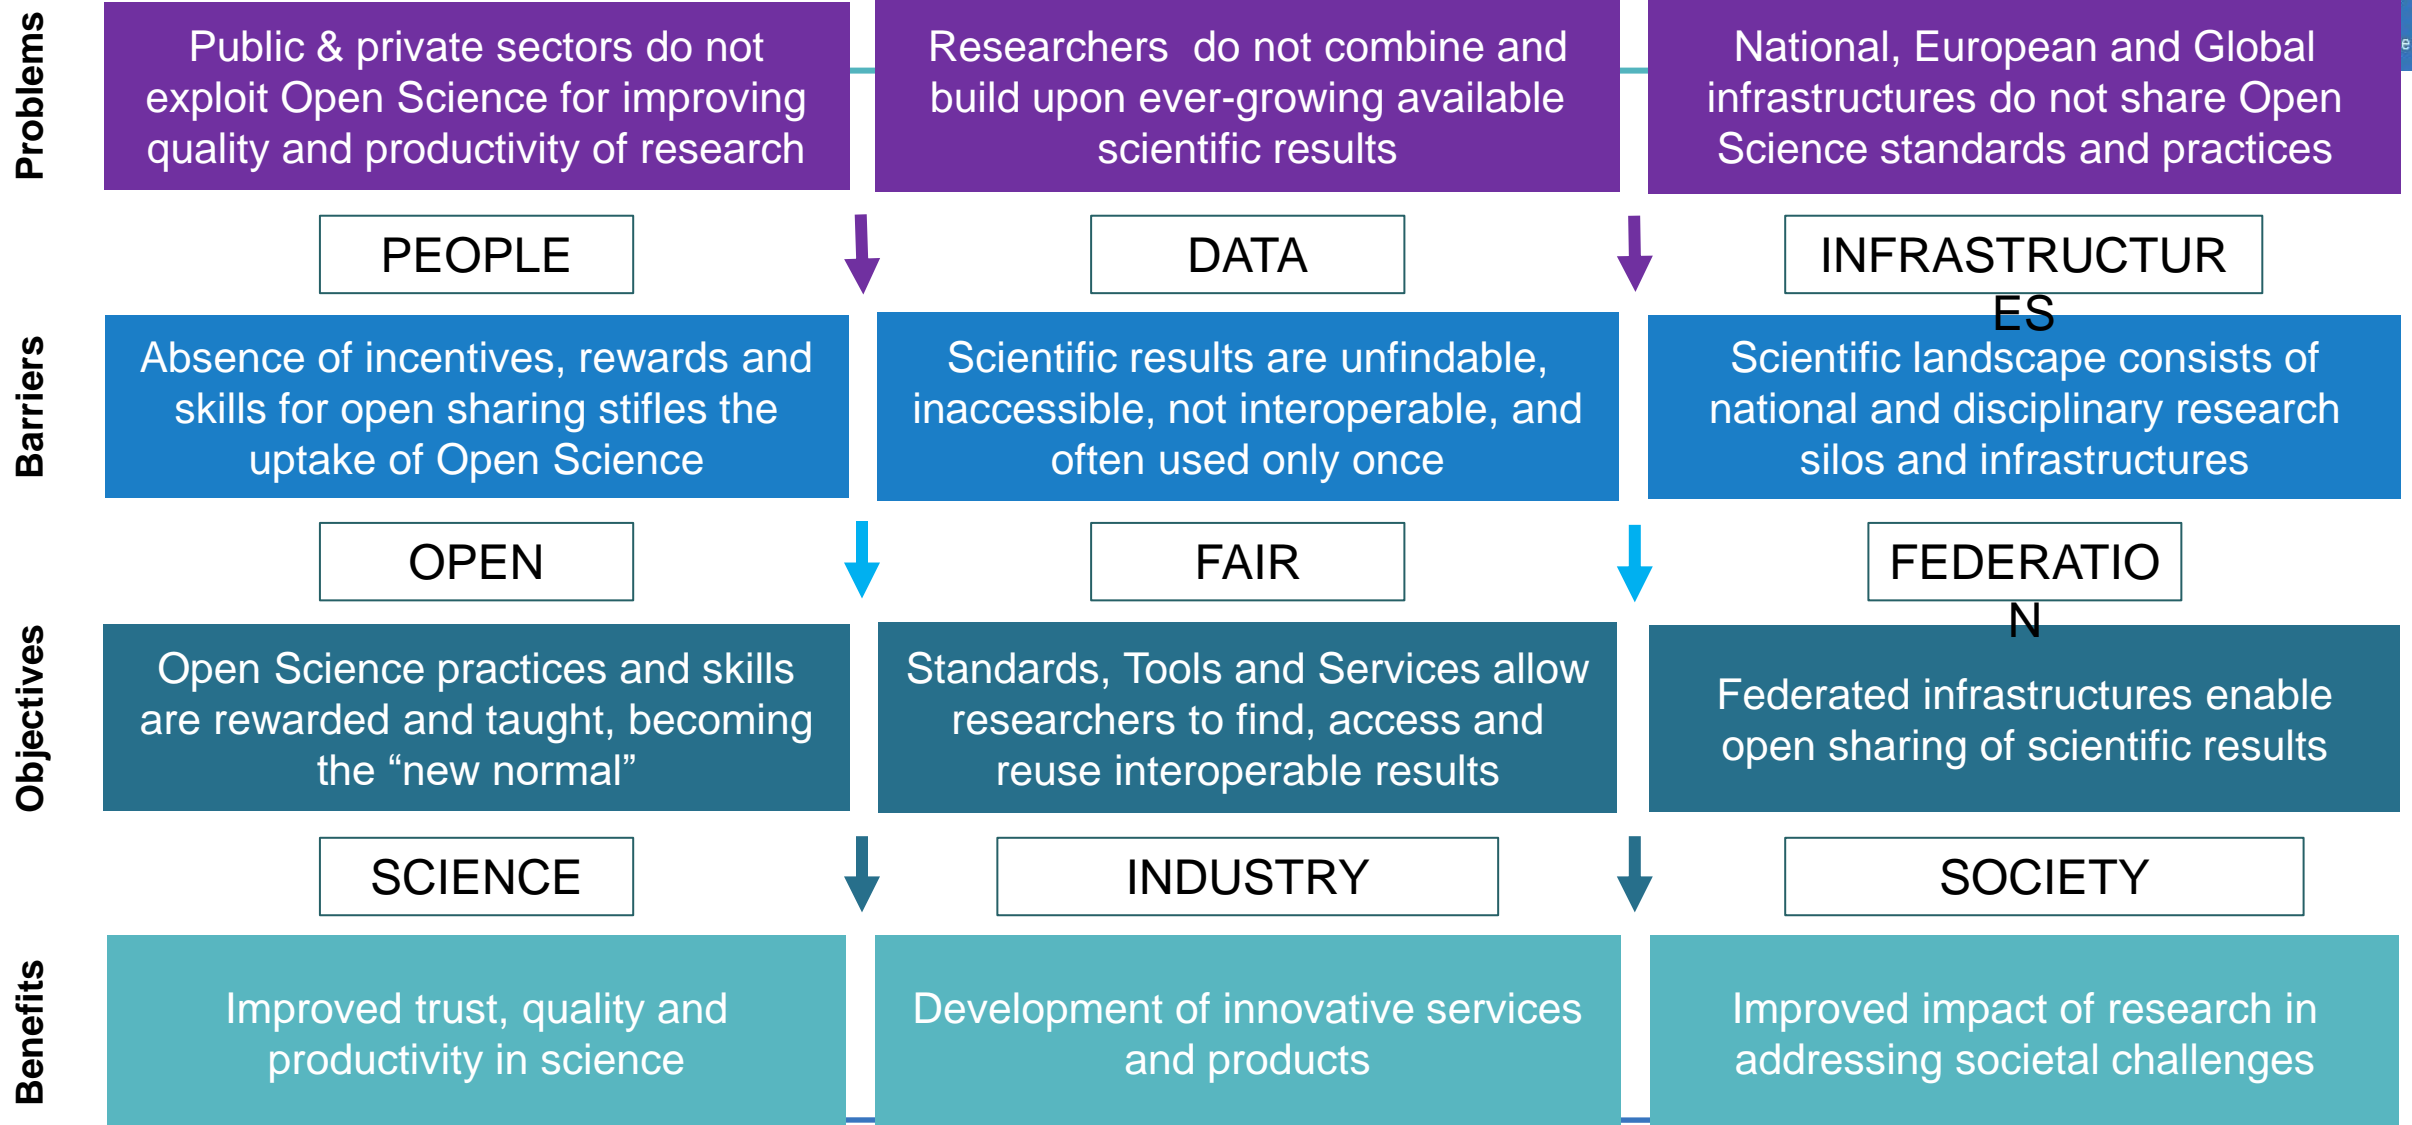 Problems
Public & private sectors do not
exploit Open Science for improving
quality and productivity of research
Researchers  do not combine and
build upon ever-growing available
scientific results
National, European and Global
infrastructures do not share Open
Science standards and practices
e
PEOPLE
DATA
INFRASTRUCTUR
ES
Barriers
Absence of incentives, rewards and
skills for open sharing stifles the
uptake of Open Science
Scientific results are unfindable,
inaccessible, not interoperable, and
often used only once
Scientific landscape consists of
national and disciplinary research
silos and infrastructures
OPEN
FAIR
FEDERATIO
N
Objectives
Open Science practices and skills
are rewarded and taught, becoming
the “new normal”
Standards, Tools and Services allow
researchers to find, access and
reuse interoperable results
Federated infrastructures enable
open sharing of scientific results
SCIENCE
INDUSTRY
SOCIETY
Benefits
Improved trust, quality and
productivity in science
Development of innovative services
and products
Improved impact of research in
addressing societal challenges